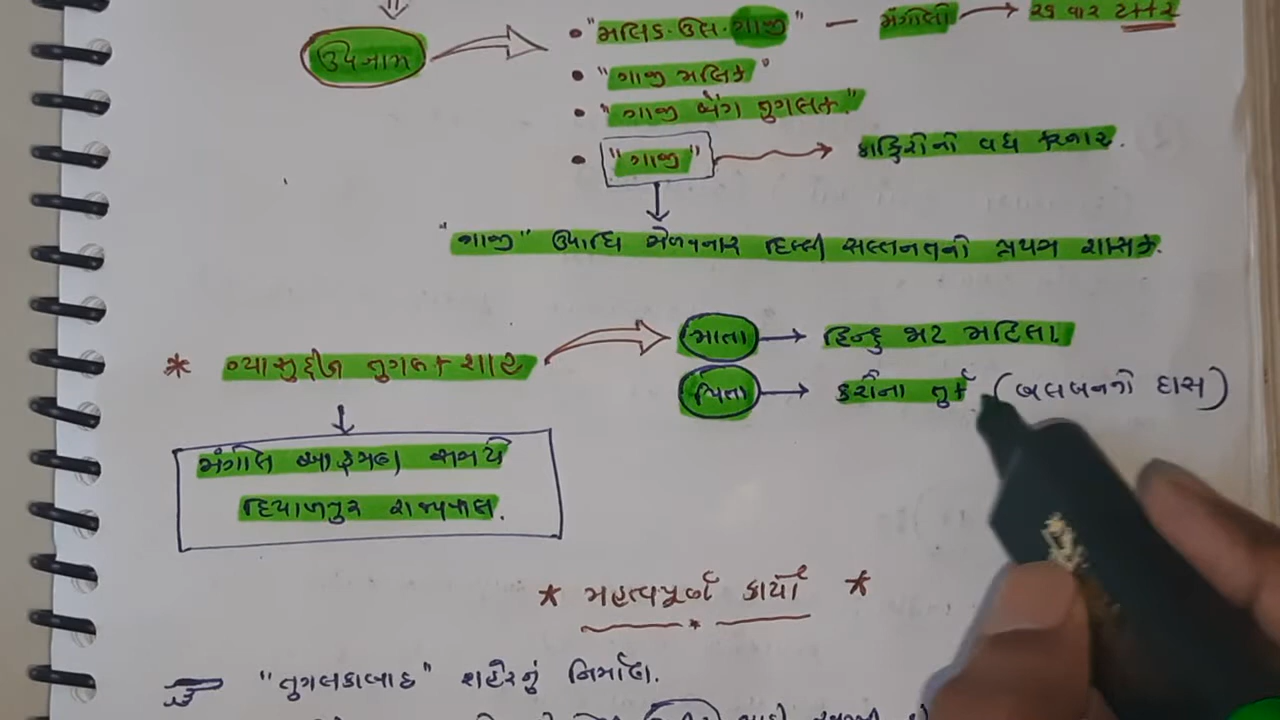 ઉપનામ
• "મલિક-ઉલ-ગાજી" — મંગોલો → ૨૯ વાર ટક્કર
• "ગાજી મલિક"
• "ગાજી બેંગ તુગલક."
• "ગાજી" → કાફિરોનો વધ કરનાર.
"ગાજી" ઉપાધિ મેળવનાર દિલ્લી સલ્તનતનો પ્રથમ શાસક.
* ગ્યાસુદ્દીન તુગલક શાહ
માતા → હિન્દુ જાટ મહિલા.
પિતા → કરૌના તુર્ક (બલબનનો દાસ)
મંગોલ આક્રમણ સમયે
દિપાલપુર રાજ્યપાલ.
* મહત્વપૂર્ણ કાર્યો *
"તુગલકાબાદ" શહેરનું નિર્માણ.